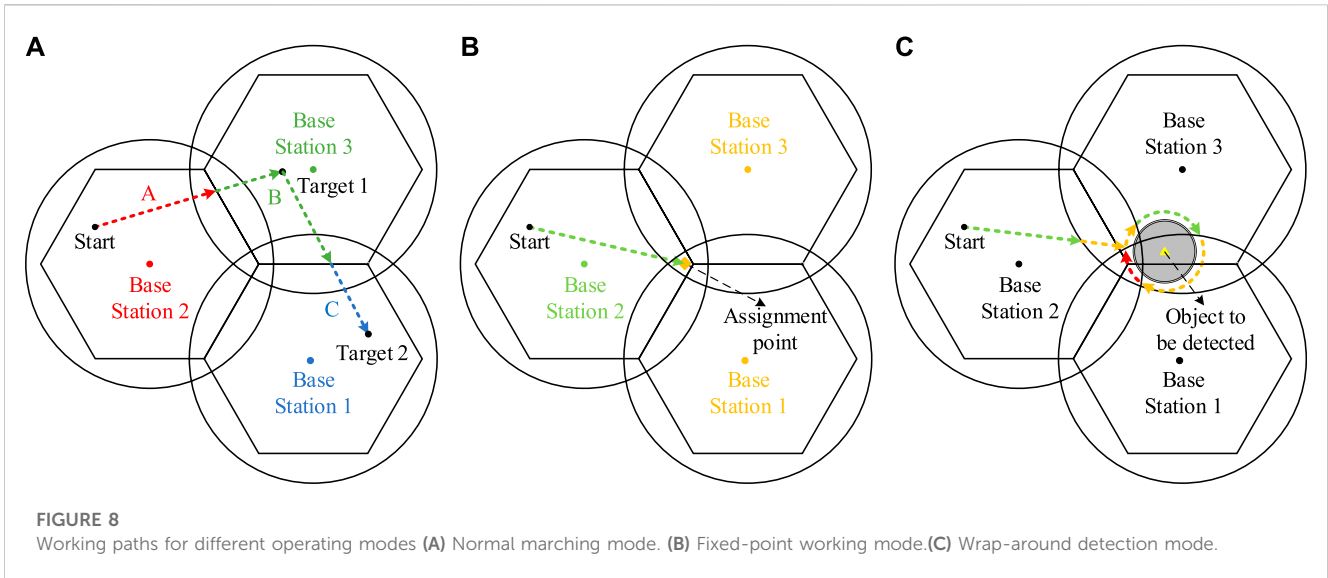 A
Base
Station 3
A
B
Target 1
Start
Base
Station 2
C
Target 2
Base
Station 1
B
Base
Station 3
Start
Base
Station 2
Assignment
point
Base
Station 1
C
Base
Station 3
Start
Base
Station 2
Object to
be detected
Base
Station 1
FIGURE 8
Working paths for different operating modes (A) Normal marching mode. (B) Fixed-point working mode.(C) Wrap-around detection mode.